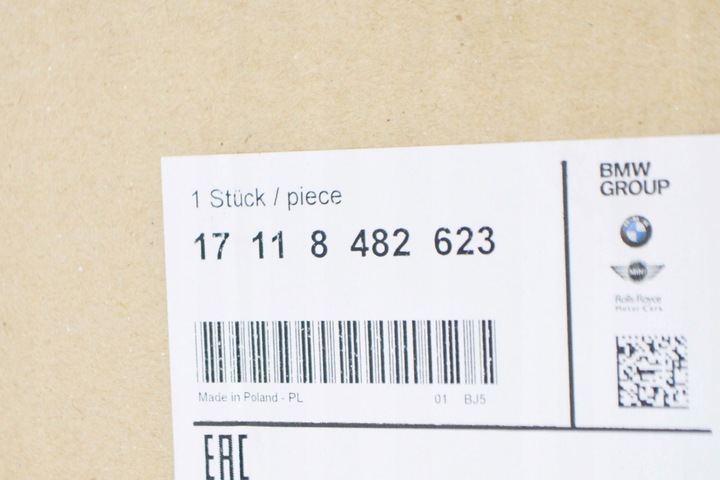 1 Stück / piece
17 11 8 482 623
Made in Poland - PL
01 BJ5
EAC
BMW
GROUP
MINI
Rolls-Royce
Motor Cars